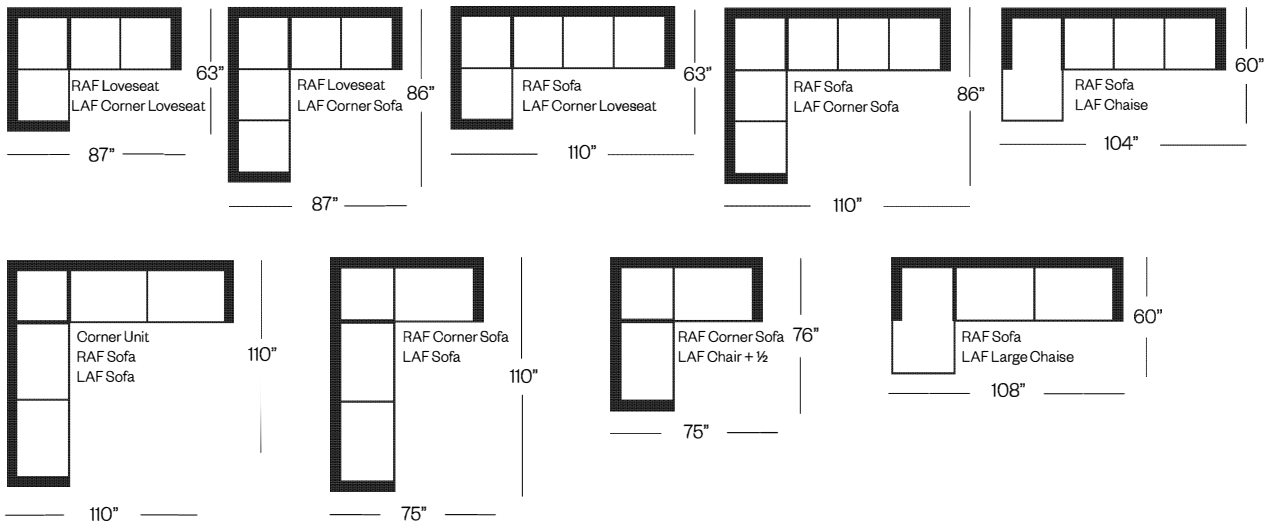 RAF Loveseat
LAF Corner Loveseat
63”
87”
RAF Loveseat
LAF Corner Sofa
86”
87”
RAF Sofa
LAF Corner Loveseat
63”
110”
RAF Sofa
LAF Corner Sofa
86”
110”
RAF Sofa
LAF Chaise
60”
104”
Corner Unit
RAF Sofa
LAF Sofa
110”
110”
RAF Corner Sofa
LAF Sofa
110”
75”
RAF Corner Sofa
LAF Chair + ½
76”
75”
RAF Sofa
LAF Large Chaise
60”
108”